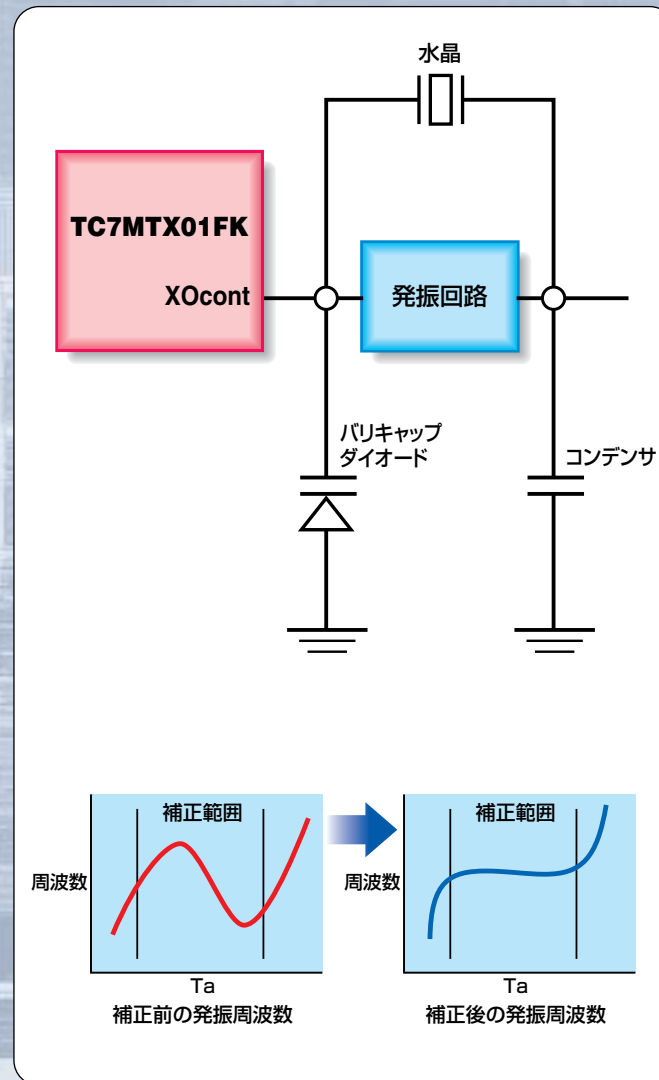 水晶
TC7MTX01FK
XOcont
発振回路
バリキャップ
ダイオード
コンデンサ
補正範囲
周波数
Ta
補正前の発振周波数
補正範囲
周波数
Ta
補正後の発振周波数